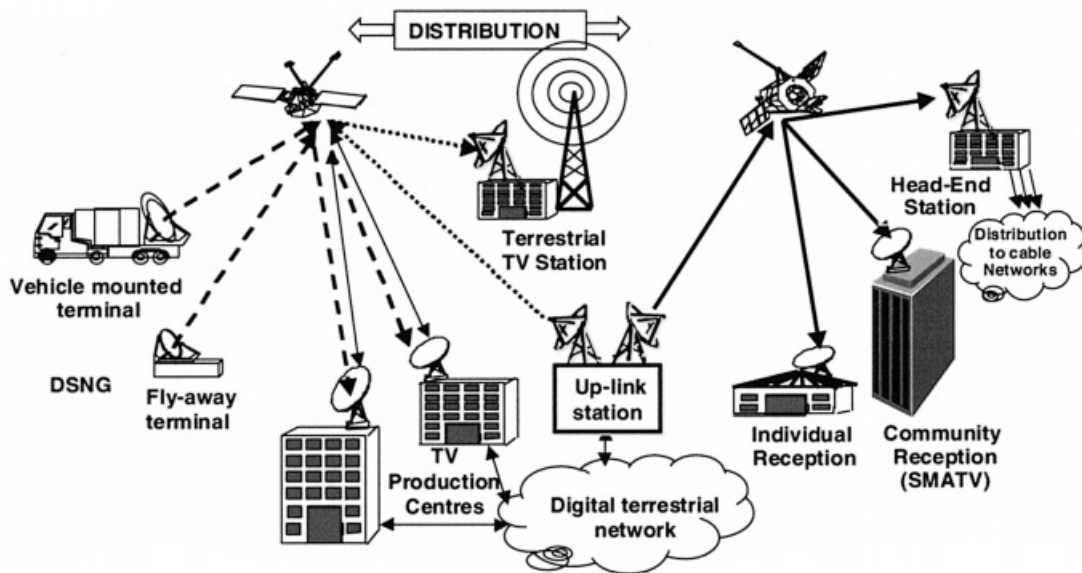 DISTRIBUTION
Terrestrial
TV Station
Head-End
Station
Distribution
to cable
Networks
Vehicle mounted
terminal
DSNG
Fly-away
terminal
Up-link
station
TV
Production
Centres
Digital terrestrial
network
Individual
Reception
Community
Reception
(SMATV)